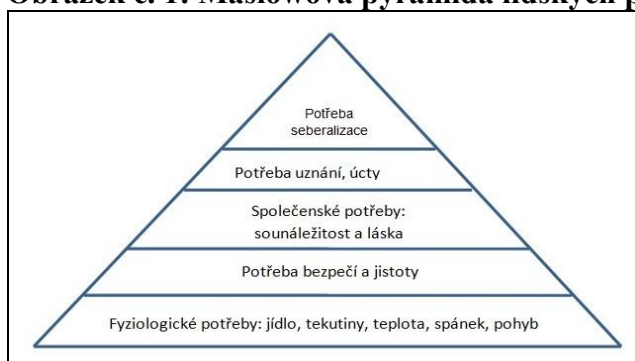 Obrázek č. 1: Maslowova pyramida lidských
Potřeba
seberalizace
Potřeba uznání, úcty
Společenské potřeby:
sounáležitost a láska
Potřeba bezpečí a jistoty
Fyziologické potřeby: jídlo, tekutiny, teplota, spánek, pohyb